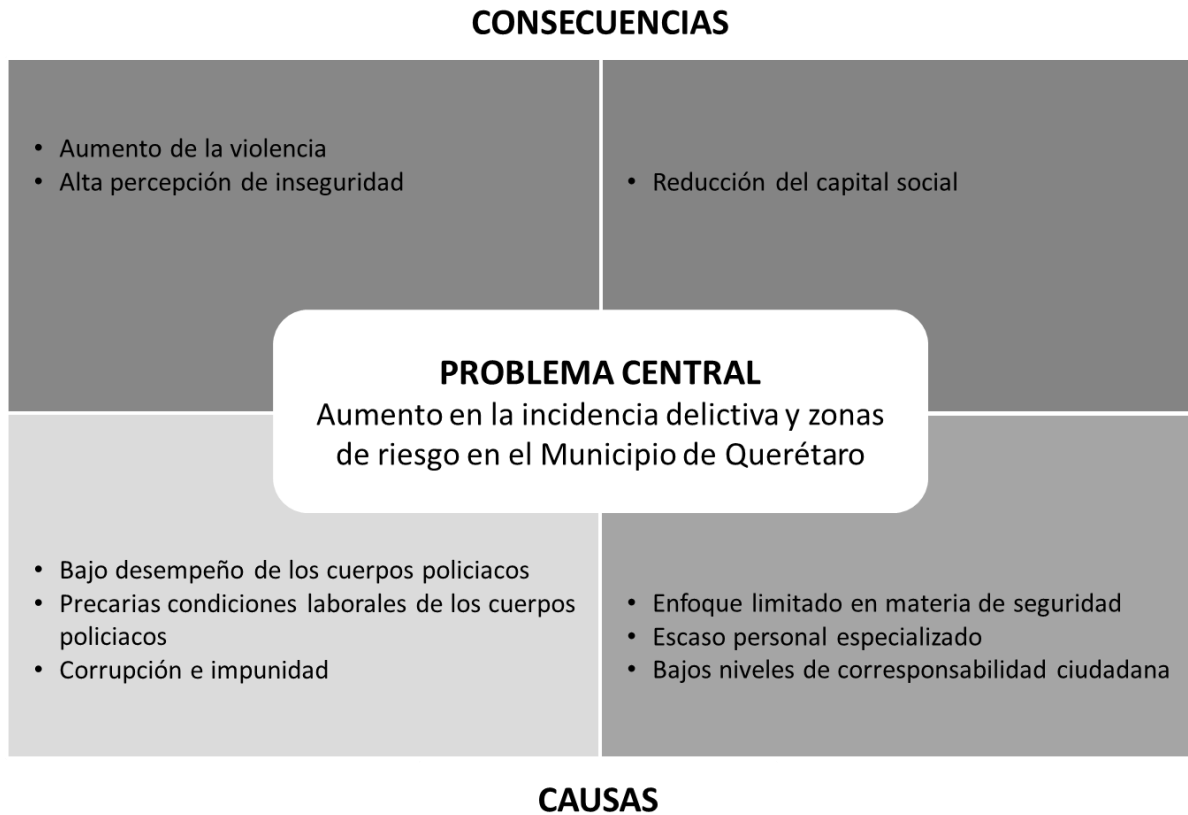 CONSECUENCIAS
• Aumento de la violencia
• Alta percepción de inseguridad
• Reducción del capital social
PROBLEMA CENTRAL
Aumento en la incidencia delictiva y zonas
de riesgo en el Municipio de Querétaro
• Bajo desempeño de los cuerpos policiacos
• Precarias condiciones laborales de los cuerpos
policiacos
• Corrupción e impunidad
• Enfoque limitado en materia de seguridad
• Escaso personal especializado
• Bajos niveles de corresponsabilidad ciudadana
CAUSAS